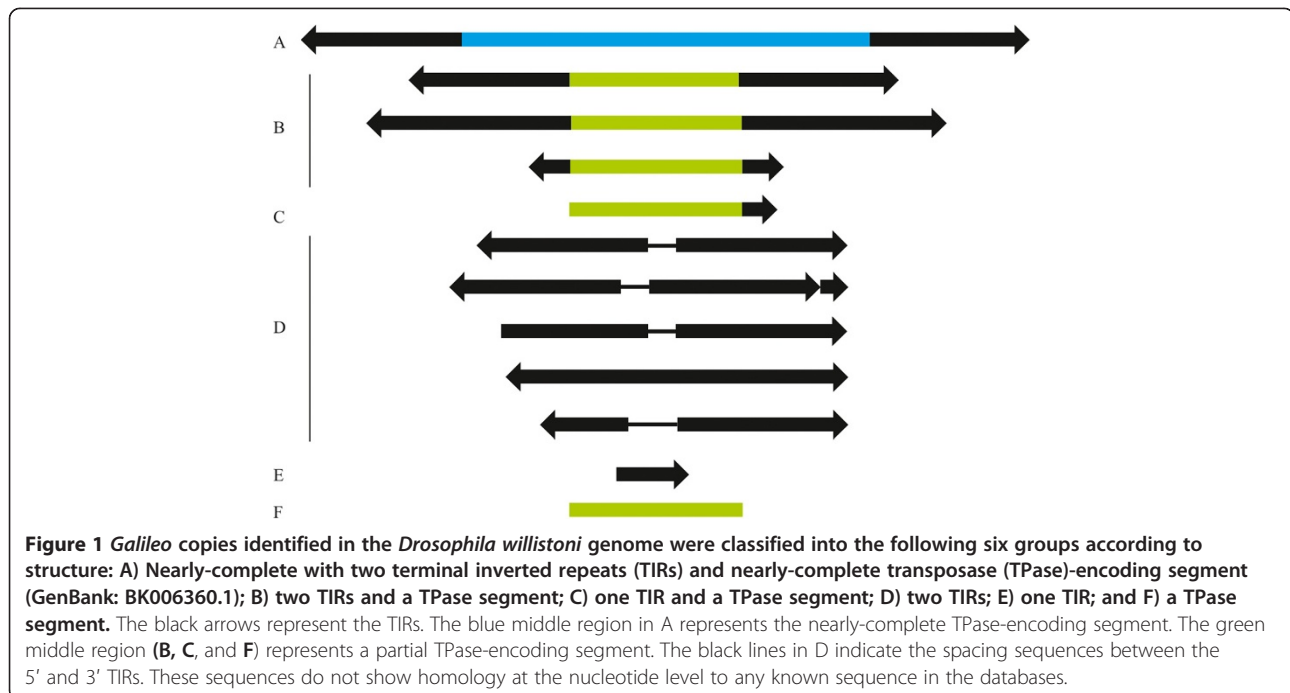 A
B
C
D
E
F
Figure 1 Galileo copies identified in the Drosophila willistoni genome were classified into the following six groups according to
structure: A) Nearly-complete with two terminal inverted repeats (TIRs) and nearly-complete transposase (TPase)-encoding segment
(GenBank: BK006360.1); B) two TIRs and a TPase segment; C) one TIR and a TPase segment; D) two TIRs; E) one TIR; and F) a TPase
segment. The black arrows represent the TIRs. The blue middle region in A represents the nearly-complete TPase-encoding segment. The green
middle region (B, C, and F) represents a partial TPase-encoding segment. The black lines in D indicate the spacing sequences between the
5′ and 3′ TIRs. These sequences do not show homology at the nucleotide level to any known sequence in the databases.